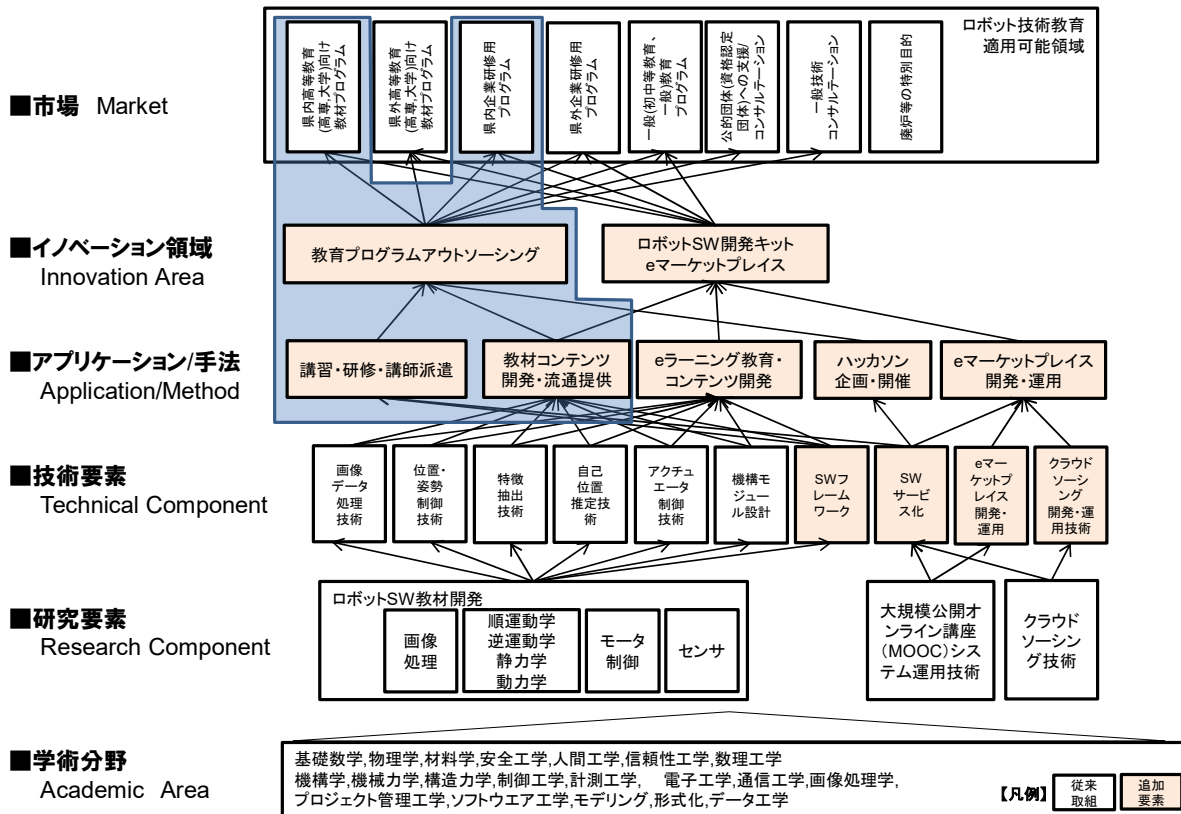 ロボット技術教育
適用可能領域
■市場 Market
県内高等教育
(高専,大学)向け
教材プログラム
県外高等教育
(高専,大学)向け
教材プログラム
県内企業研修用
プログラム
県外企業研修用
プログラム
一般(初中等教育、
一般)教育
プログラム
公的団体(資格認定
団体)への支援/
コンサルテーション
一般技術
コンサルテーション
廃炉等の特別目的
■イノベーション領域
Innovation Area
教育プログラムアウトソーシング
ロボットSW開発キット
eマーケットプレイス
■アプリケーション/手法
Application/Method
講習・研修・講師派遣
教材コンテンツ
開発・流通提供
eラーニング教育・
コンテンツ開発
ハッカソン
企画・開催
eマーケットプレイス
開発・運用
■技術要素
Technical Component
画像
データ
処理
技術
位置・
姿勢
制御
技術
特徴
抽出
技術
自己
位置
推定技
術
アクチュ
エータ
制御
技術
機構モ
ジュー
ル設計
SWフ
レーム
ワーク
SW
サービ
ス化
eマー
ケットプ
レイス
開発・
運用
クラウド
ソーシ
ング
開発・運
用技術
■研究要素
Research Component
ロボットSW教材開発
画像
処理
順運動学
逆運動学
静力学
動力学
モータ
制御
センサ
大規模公開オ
ンライン講座
(MOOC)シス
テム運用技術
クラウド
ソーシン
グ技術
■学術分野
Academic Area
基礎数学,物理学,材料学,安全工学,人間工学,信頼性工学,数理工学
機構学,機械力学,構造力学,制御工学,計測工学, 電子工学,通信工学,画像処理学,
プロジェクト管理工学,ソフトウエア工学,モデリング,形式化,データ工学
【凡例】
従来
取組
追加
要素